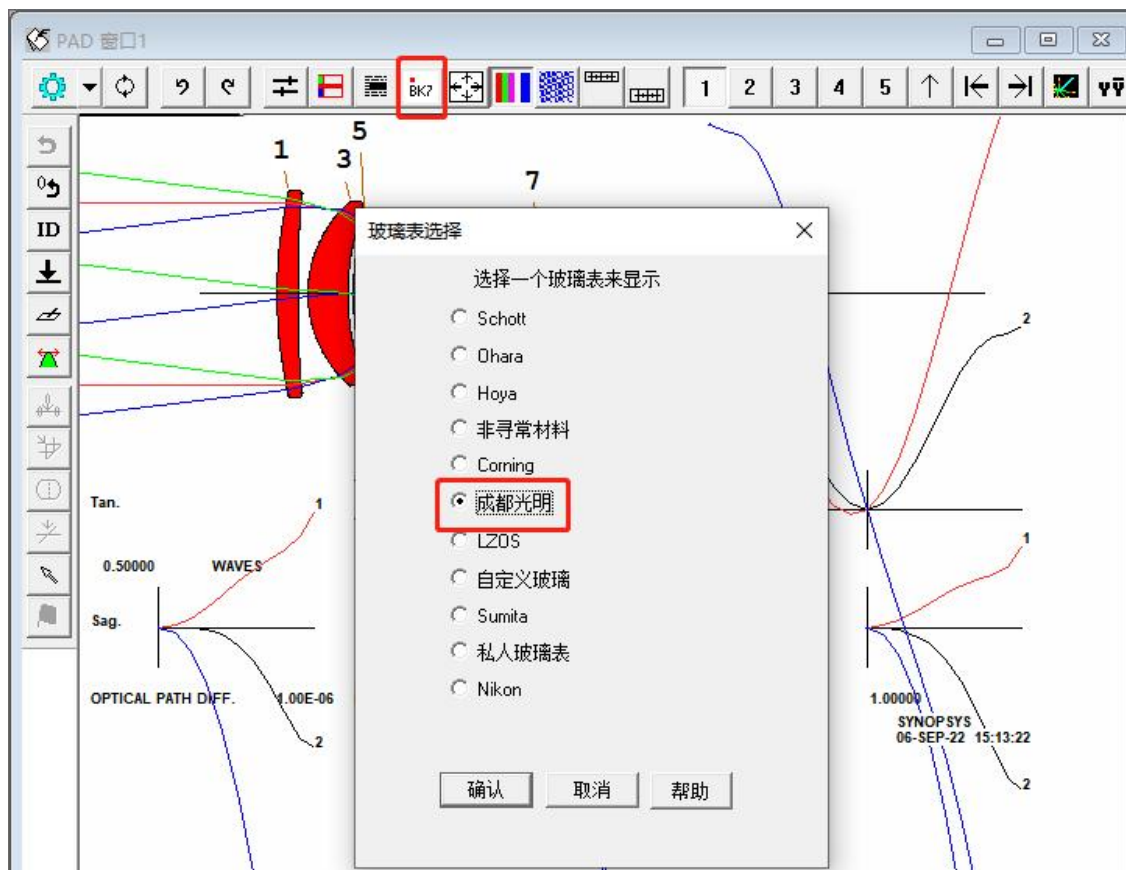 PAD 窗口1
BK7
1 2 3 4 5
ID
1
3
5
7
玻璃表选择
选择一个玻璃表来显示
Schott
Ohara
Hoya
非寻常材料
Corning
成都光明
LZOS
自定义玻璃
Sumita
私人玻璃表
Nikon
确认 取消 帮助
Tan.
1
0.50000 WAVES
Sag.
OPTICAL PATH DIFF.
1.00E-06
2
2
1
1.00000
SYNOPSYS
06-SEP-22 15:13:22
2